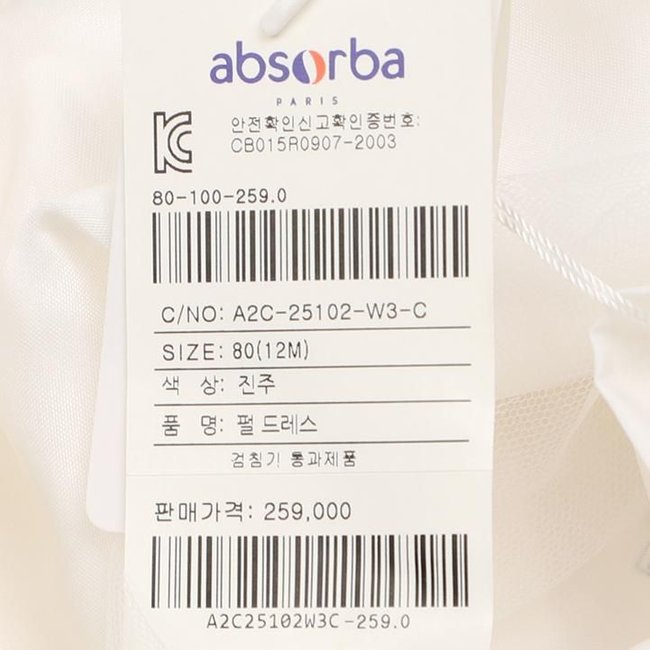 absorba
PARIS
안전확인신고확인증번호:
CB015R0907-2003
80-100-259.0
C/NO: A2C-25102-W3-C
SIZE: 80(12M)
색 상: 진주
품 명: 펄 드레스
검침기 통과제품
판매가격: 259,000
A2C25102W3C-259.0